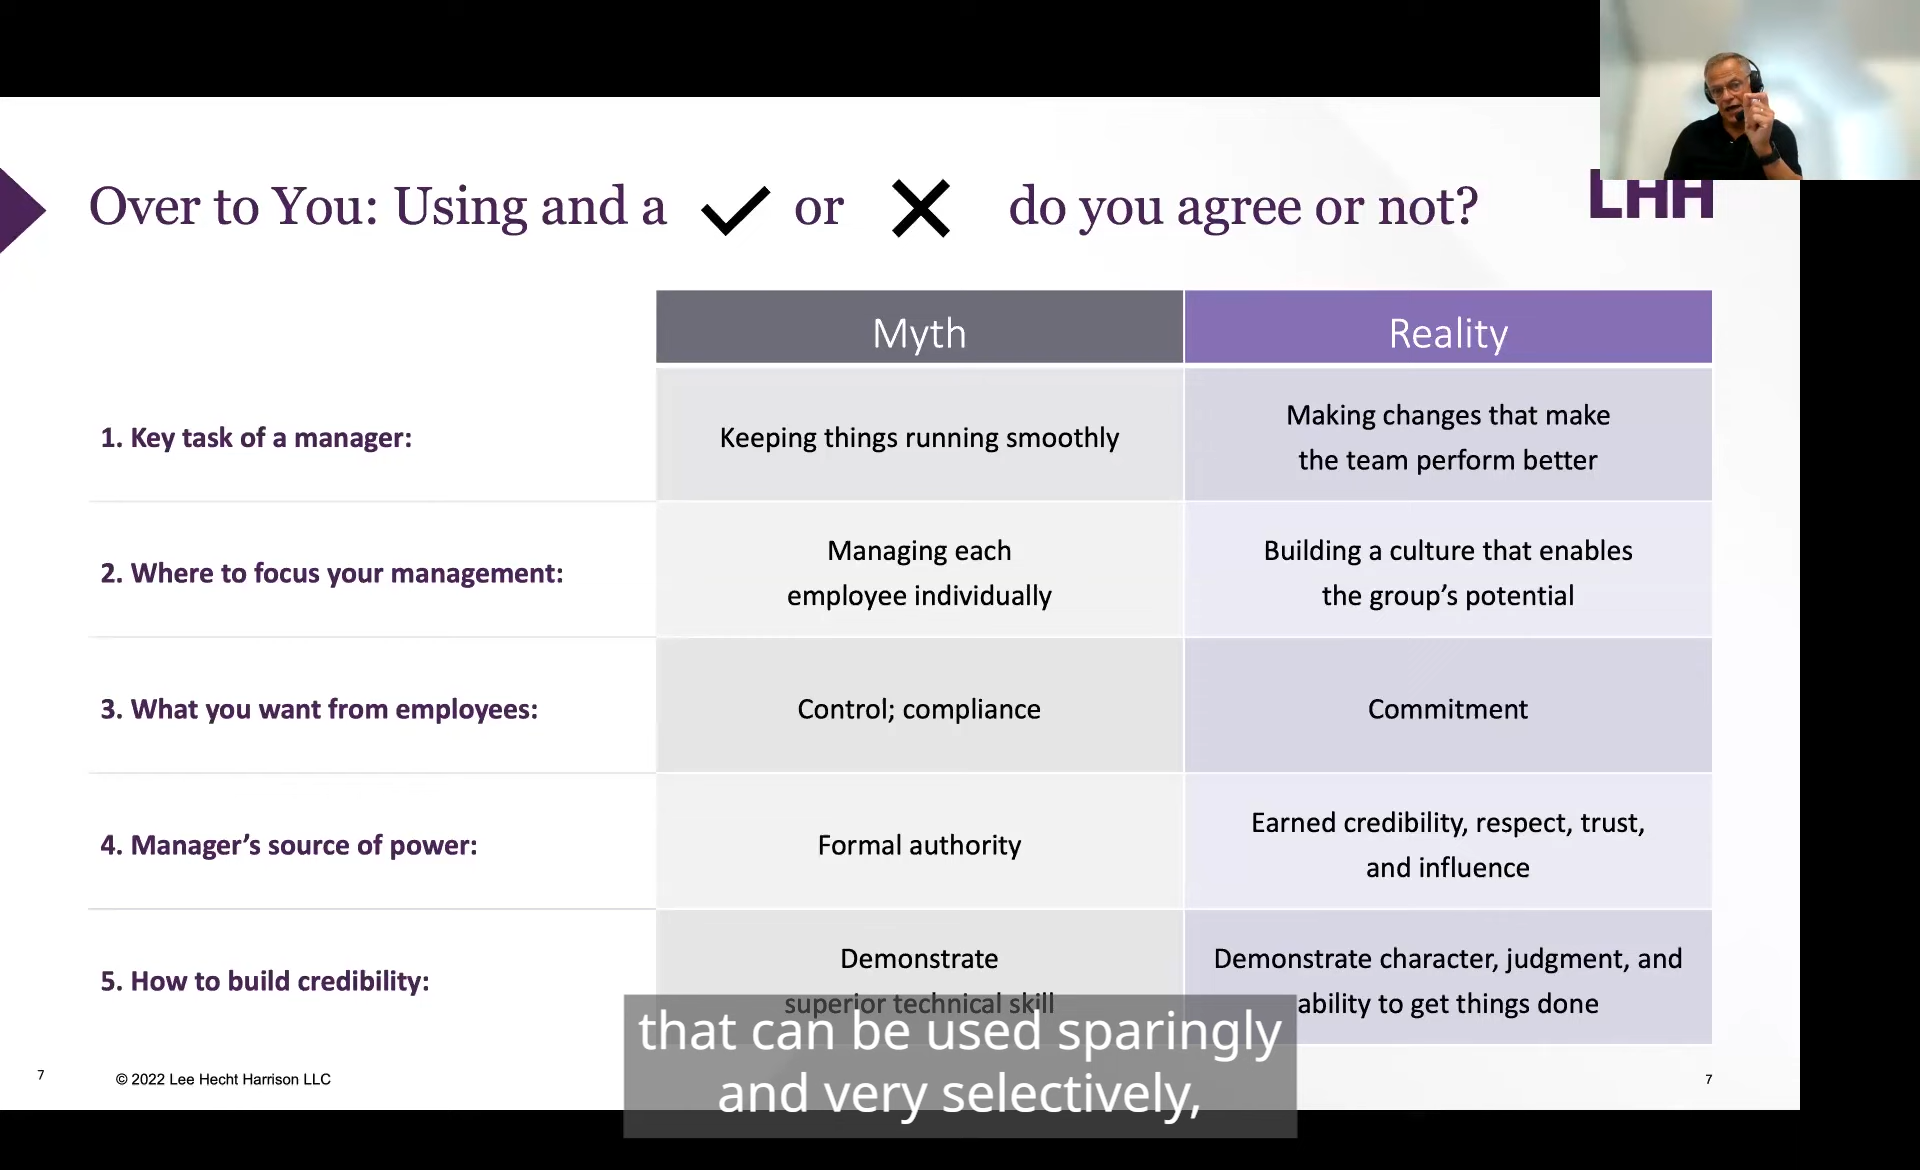 Over to You: Using and a ✓ or ✕ do you agree or not?
LHH
Myth
Reality
1. Key task of a manager:
Keeping things running smoothly
Making changes that make
the team perform better
2. Where to focus your management:
Managing each
employee individually
Building a culture that enables
the group’s potential
3. What you want from employees:
Control; compliance
Commitment
4. Manager’s source of power:
Formal authority
Earned credibility, respect, trust,
and influence
5. How to build credibility:
Demonstrate
superior technical skill
Demonstrate character, judgment, and
ability to get things done
that can be used sparingly
and very selectively,
7
© 2022 Lee Hecht Harrison LLC
7